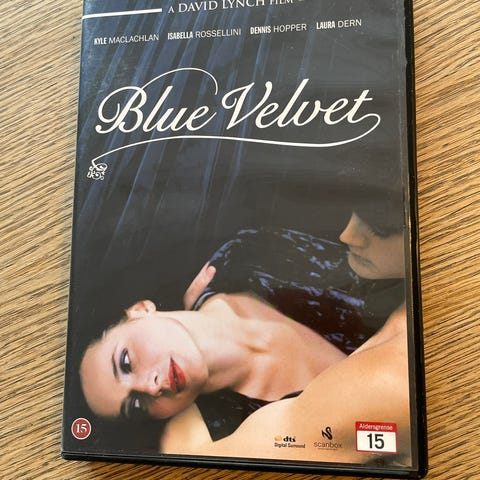 A DAVID LYNCH FILM
KYLE MACLACHLAN ISABELLA ROSSELLINI DENNIS HOPPER LAURA DERN
Blue Velvet
15
dts
Digital Surround
scanbox
Aldersgrense
15